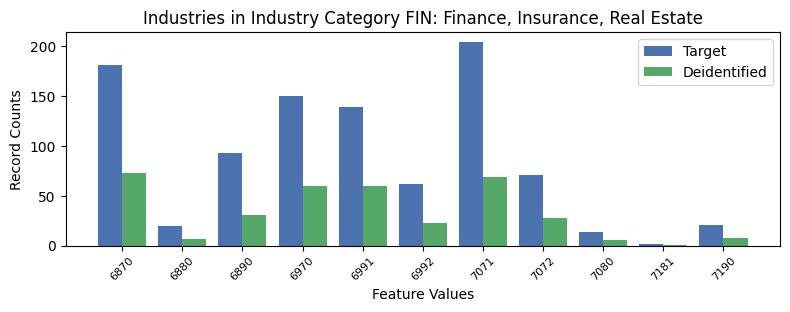 Industries in Industry Category FIN: Finance, Insurance, Real Estate
Target
Deidentified
Record Counts
200
150
100
50
0
6870 6880 6890 6970 6991 6992 7071 7072 7080 7181 7190
Feature Values